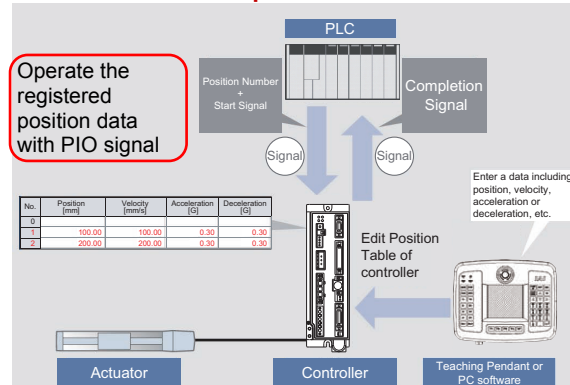 PLC
Operate the
registered
position data
with PIO signal
Position Number
+
Start Signal
Completion
Signal
Signal
Signal
Enter a data including
position, velocity,
acceleration or
deceleration, etc.
No. Position [mm] Velocity [mm/s] Acceleration [G] Deceleration [G]
0
1 100.00 100.00 0.30 0.30
2 200.00 200.00 0.30 0.30
Edit Position
Table of
controller
Actuator
Controller
Teaching Pendant or
PC software